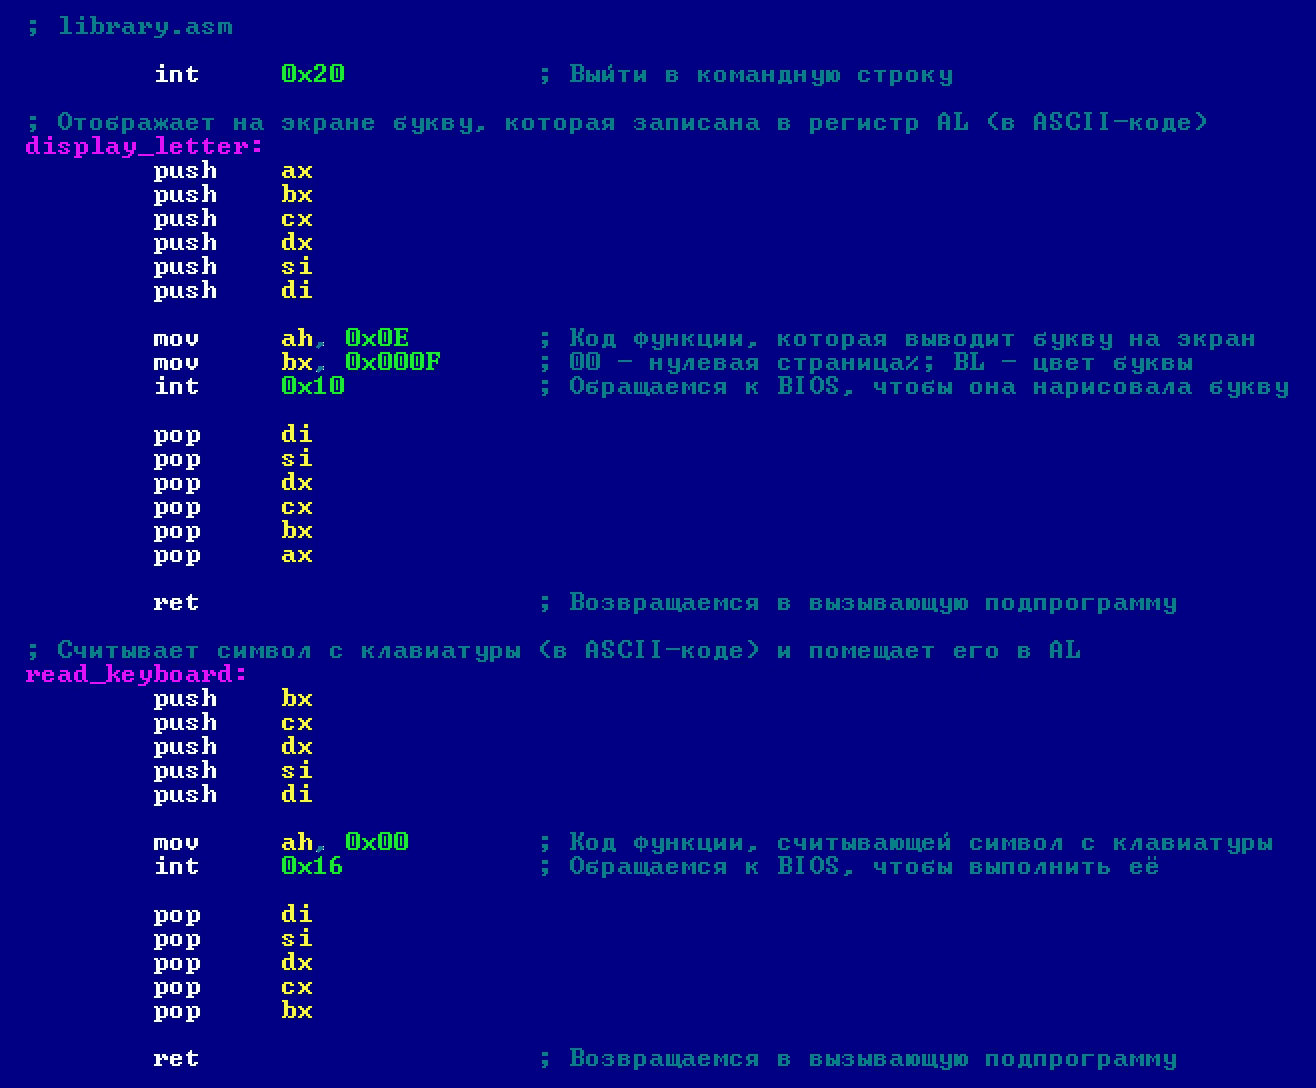 ; library.asm
int 0x20 ; Выйти в командную строку
; Отображает на экране букву, которая записана в регистр AL (в ASCII-коде)
display_letter:
push ax
push bx
push cx
push dx
push si
push di
mov ah, 0x0E ; Код функции, которая выводит букву на экран
mov bx, 0x000F ; 00 - нулевая страница%; BL - цвет буквы
int 0x10 ; Обращаемся к BIOS, чтобы она нарисовала букву
pop di
pop si
pop dx
pop cx
pop bx
pop ax
ret ; Возвращаемся в вызывающую подпрограмму
; Считывает символ с клавиатуры (в ASCII-коде) и помещает его в AL
read_keyboard:
push bx
push cx
push dx
push si
push di
mov ah, 0x00 ; Код функции, считывающей символ с клавиатуры
int 0x16 ; Обращаемся к BIOS, чтобы выполнить её
pop di
pop si
pop dx
pop cx
pop bx
ret ; Возвращаемся в вызывающую подпрограмму